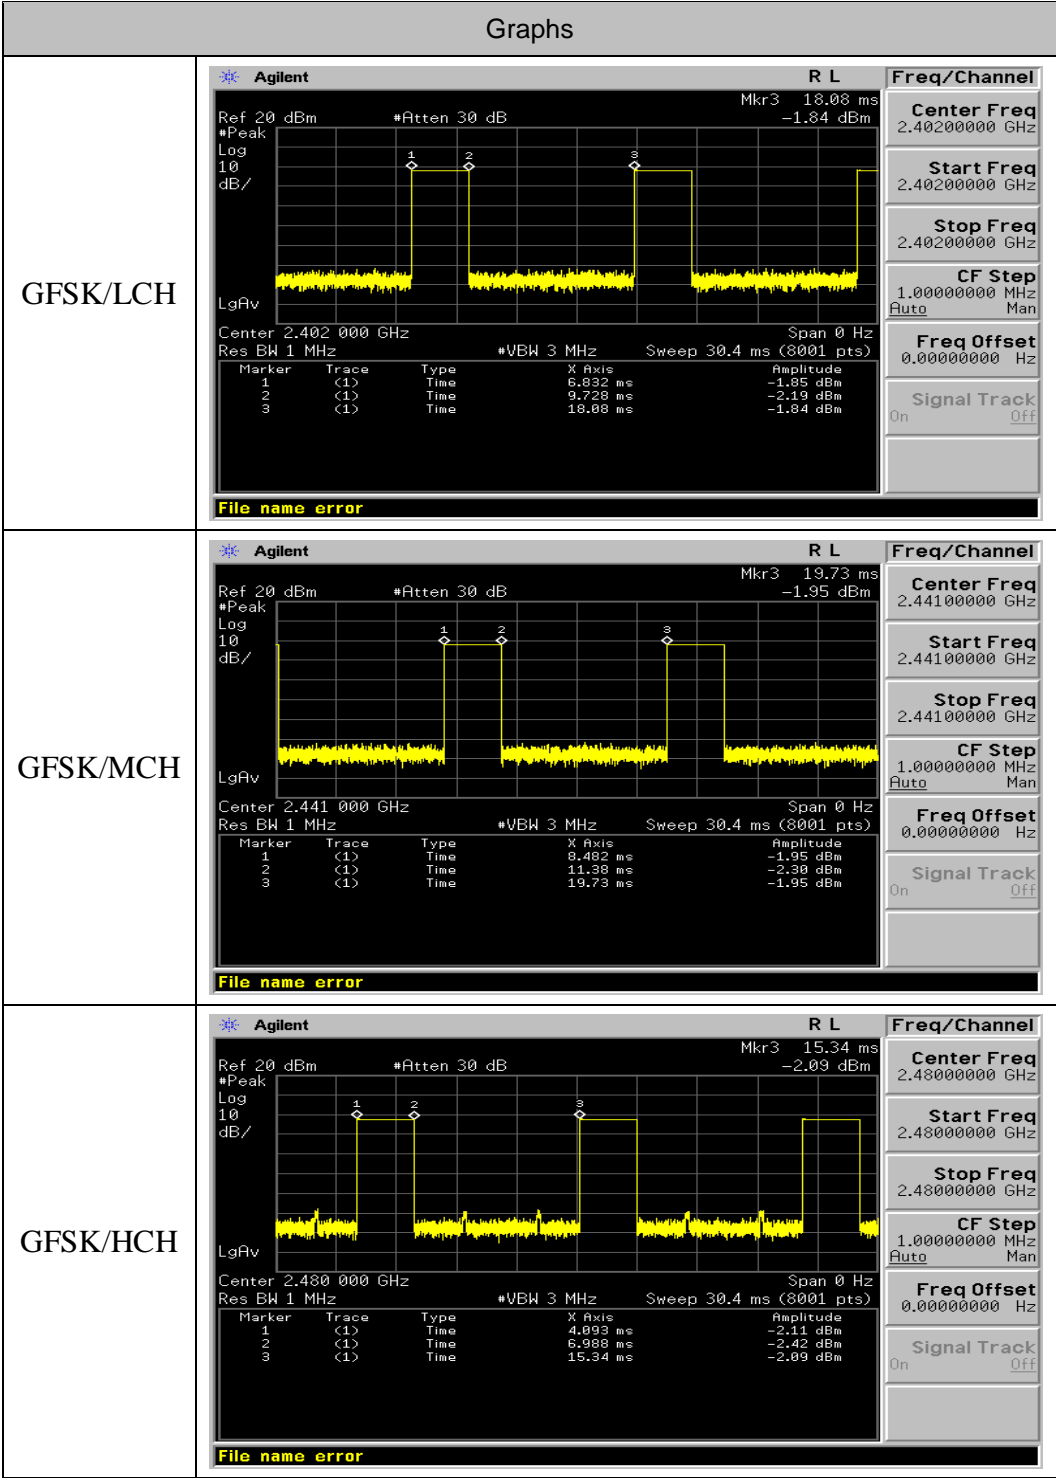 Graphs
GFSK/LCH
Agilent R L Freq/Channel
Mkr3 18.08 ms
Ref 20 dBm #Atten 30 dB -1.84 dBm
#Peak
Log
10
dB/
1 2 3
LgAv
Center 2.402 000 GHz Span 0 Hz
Res BW 1 MHz #VBW 3 MHz Sweep 30.4 ms (8001 pts)
Marker Trace Type X Axis Amplitude
1 (1) Time 6.832 ms -1.85 dBm
2 (1) Time 9.728 ms -2.19 dBm
3 (1) Time 18.08 ms -1.84 dBm
File name error
Center Freq
2.40200000 GHz
Start Freq
2.40200000 GHz
Stop Freq
2.40200000 GHz
CF Step
1.00000000 MHz
Auto Man
Freq Offset
0.00000000 Hz
Signal Track
On Off
GFSK/MCH
Agilent R L Freq/Channel
Mkr3 19.73 ms
Ref 20 dBm #Atten 30 dB -1.95 dBm
#Peak
Log
10
dB/
1 2 3
LgAv
Center 2.441 000 GHz Span 0 Hz
Res BW 1 MHz #VBW 3 MHz Sweep 30.4 ms (8001 pts)
Marker Trace Type X Axis Amplitude
1 (1) Time 8.482 ms -1.95 dBm
2 (1) Time 11.38 ms -2.30 dBm
3 (1) Time 19.73 ms -1.95 dBm
File name error
Center Freq
2.44100000 GHz
Start Freq
2.44100000 GHz
Stop Freq
2.44100000 GHz
CF Step
1.00000000 MHz
Auto Man
Freq Offset
0.00000000 Hz
Signal Track
On Off
GFSK/HCH
Agilent R L Freq/Channel
Mkr3 15.34 ms
Ref 20 dBm #Atten 30 dB -2.09 dBm
#Peak
Log
10
dB/
1 2 3
LgAv
Center 2.480 000 GHz Span 0 Hz
Res BW 1 MHz #VBW 3 MHz Sweep 30.4 ms (8001 pts)
Marker Trace Type X Axis Amplitude
1 (1) Time 4.093 ms -2.11 dBm
2 (1) Time 6.988 ms -2.42 dBm
3 (1) Time 15.34 ms -2.09 dBm
File name error
Center Freq
2.48000000 GHz
Start Freq
2.48000000 GHz
Stop Freq
2.48000000 GHz
CF Step
1.00000000 MHz
Auto Man
Freq Offset
0.00000000 Hz
Signal Track
On Off